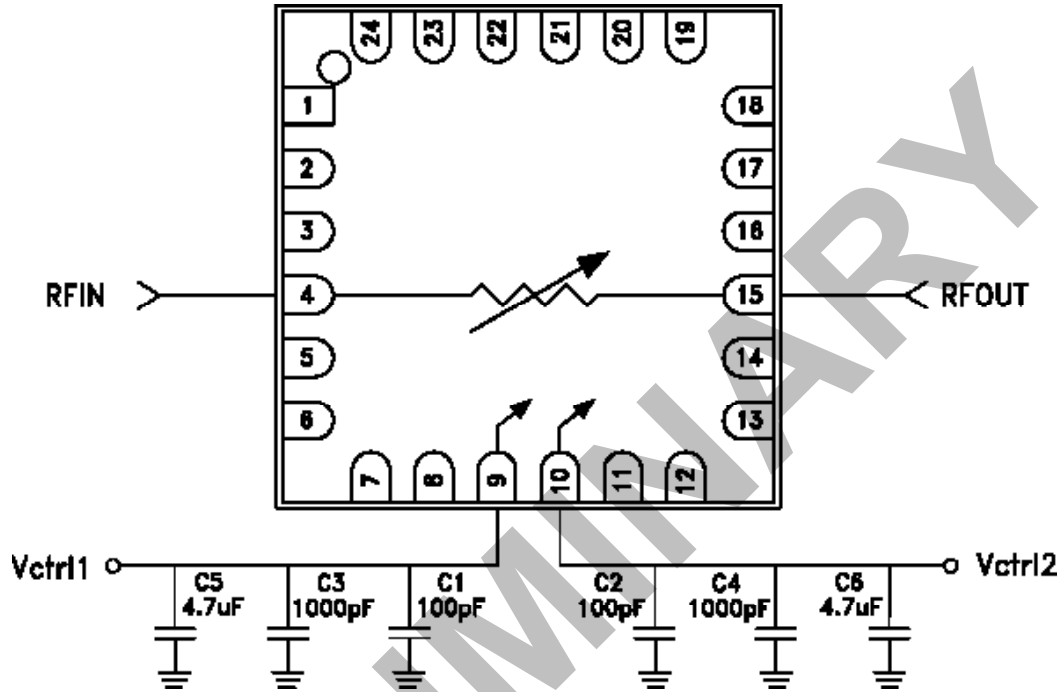 24 23 22 21 20 19
1
2
3
4
5
6
18
17
16
15
14
13
RFIN
RFOUT
7 8 9 10 11 12
Vctrl1
Vctrl2
C5
4.7uF
C3
1000pF
C1
100pF
C2
100pF
C4
1000pF
C6
4.7uF
MINARY